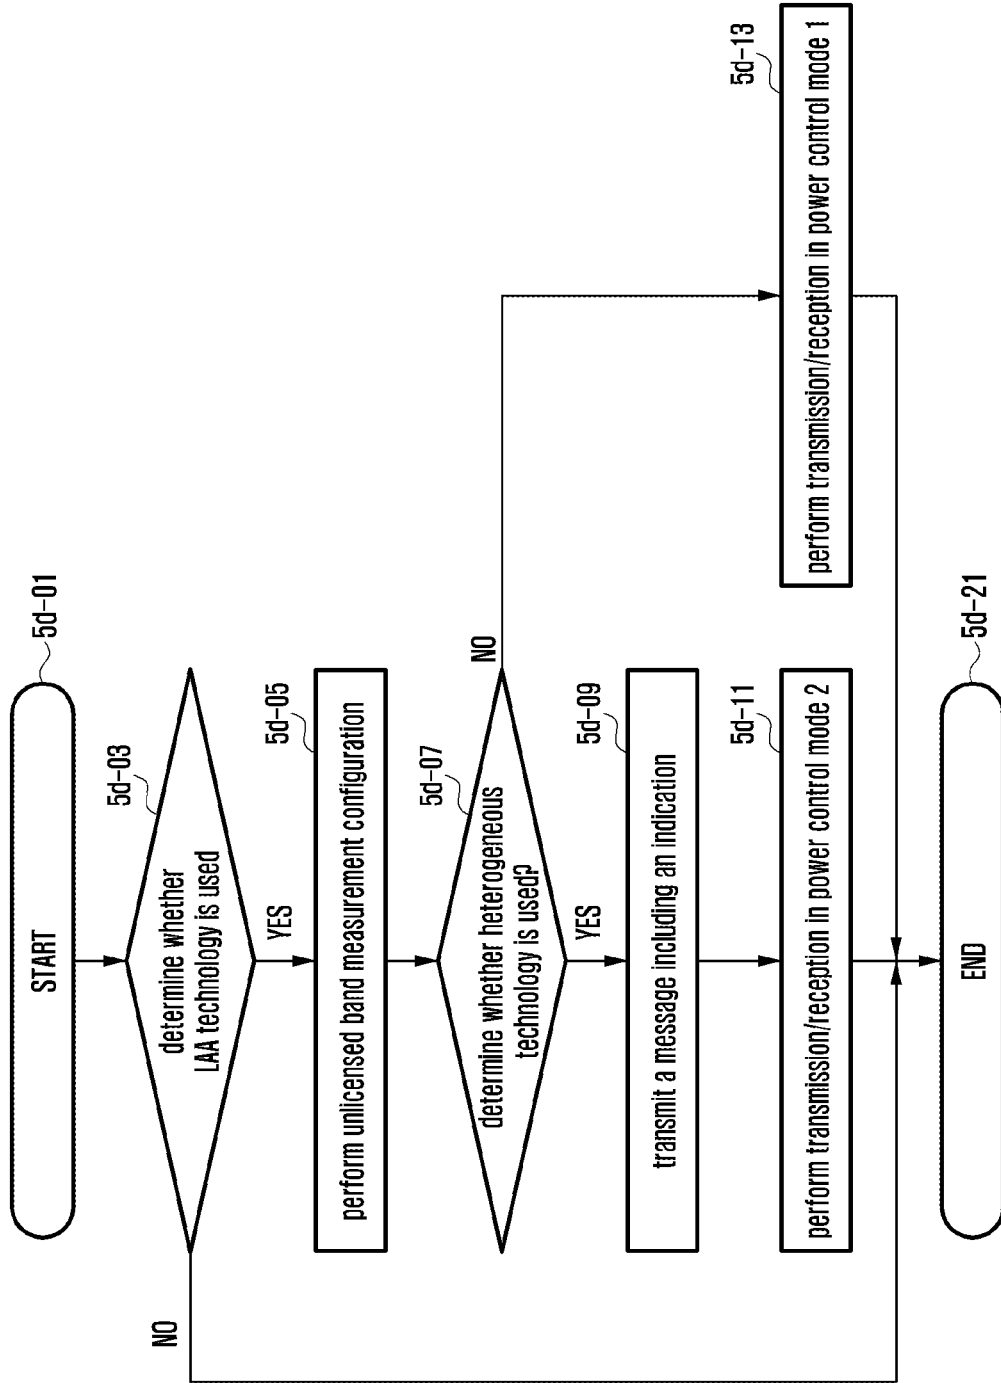 START
5d-01
determine whether
LAA technology is used
5d-03
NO
YES
perform unlicensed band measurement configuration
5d-05
determine whether heterogeneous
technology is used?
5d-07
NO
YES
transmit a message including an indication
5d-09
perform transmission/reception in power control mode 2
5d-11
perform transmission/reception in power control mode 1
5d-13
END
5d-21